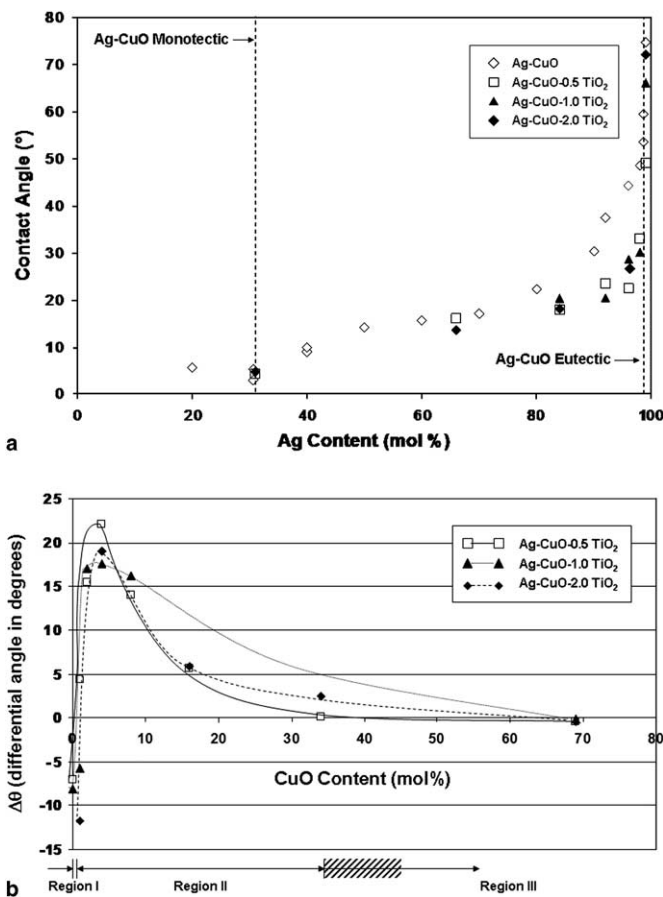 80
70
60
50
40
30
20
10
0
Contact Angle (°)
Ag-CuO Monotectic
◇ Ag-CuO
□ Ag-CuO-0.5 TiO₂
▲ Ag-CuO-1.0 TiO₂
◆ Ag-CuO-2.0 TiO₂
Ag-CuO Eutectic
0 20 40 60 80 100
Ag Content (mol %)
a
25
20
15
10
5
0
-5
-10
-15
Δθ (differential angle in degrees)
Ag-CuO-0.5 TiO₂
Ag-CuO-1.0 TiO₂
Ag-CuO-2.0 TiO₂
0 10 20 30 40 50 60 70 80
CuO Content (mol%)
Region I Region II Region III
b